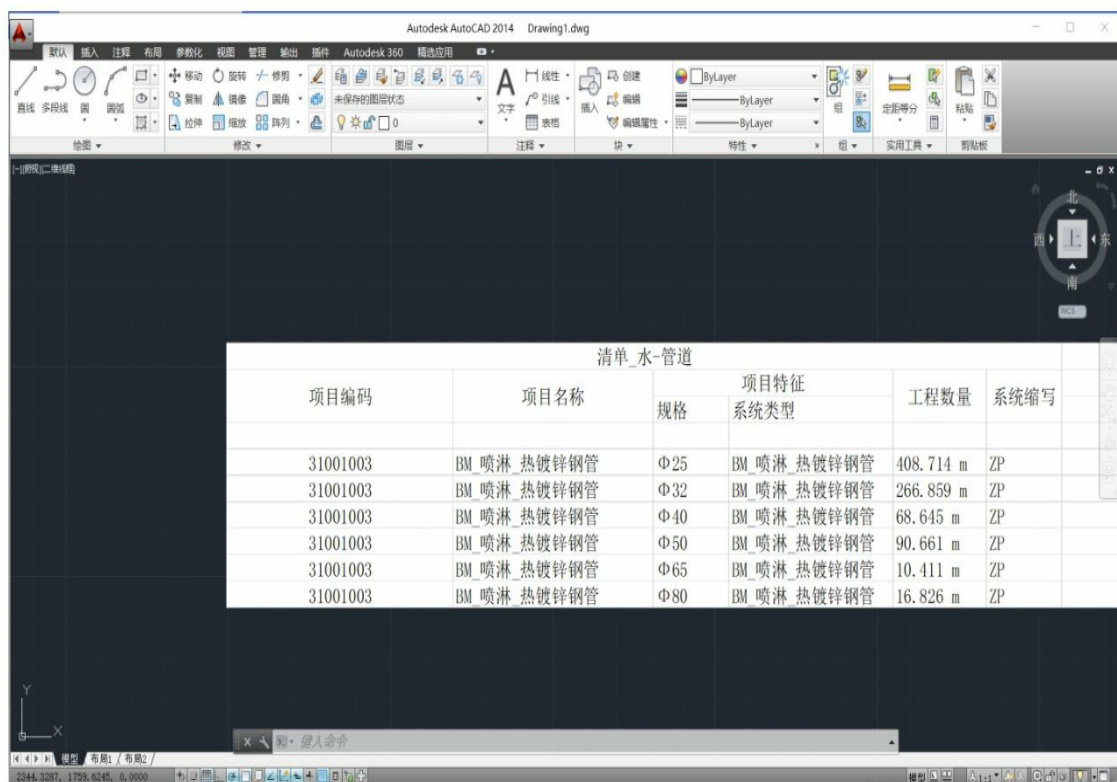 Autodesk AutoCAD 2014 Drawing1.dwg
默认 插入 注释 布局 参数化 视图 管理 输出 插件 Autodesk 360 精选应用
直线 多段线 圆 圆弧
移动 旋转 修剪
复制 镜像 圆角
拉伸 缩放 阵列
未保存的图层状态
0
文字
线性
引线
表格
插入
创建
编辑
编辑属性
ByLayer
ByLayer
ByLayer
组
定距等分
粘贴
绘图 修改 图层 注释 块 特性 组 实用工具 剪贴板
[-][俯视][二维线框]
北
西 上 东
南
WCS
清单_水-管道
项目编码 项目名称 项目特征 工程数量 系统缩写
规格 系统类型
31001003 BM_喷淋_热镀锌钢管 Φ25 BM_喷淋_热镀锌钢管 408.714 m ZP
31001003 BM_喷淋_热镀锌钢管 Φ32 BM_喷淋_热镀锌钢管 266.859 m ZP
31001003 BM_喷淋_热镀锌钢管 Φ40 BM_喷淋_热镀锌钢管 68.645 m ZP
31001003 BM_喷淋_热镀锌钢管 Φ50 BM_喷淋_热镀锌钢管 90.661 m ZP
31001003 BM_喷淋_热镀锌钢管 Φ65 BM_喷淋_热镀锌钢管 10.411 m ZP
31001003 BM_喷淋_热镀锌钢管 Φ80 BM_喷淋_热镀锌钢管 16.826 m ZP
Y
X
键入命令
模型 布局1 布局2
2344.3287, 1759.6245, 0.0000 模型 1:1